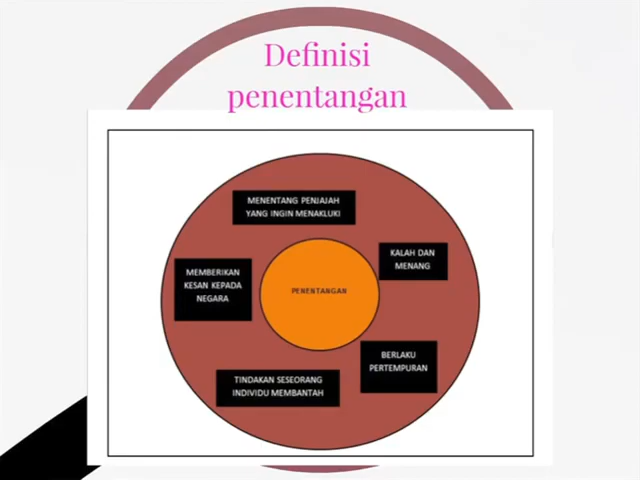 Definisi
penentangan
MENENTANG PENJAJAH
YANG INGIN MENAKLUKI
KALAH DAN
MENANG
MEMBERIKAN
KESAN KEPADA
NEGARA
PENENTANGAN
BERLAKU
PERTEMPURAN
TINDAKAN SESEORANG
INDIVIDU MEMBANTAH